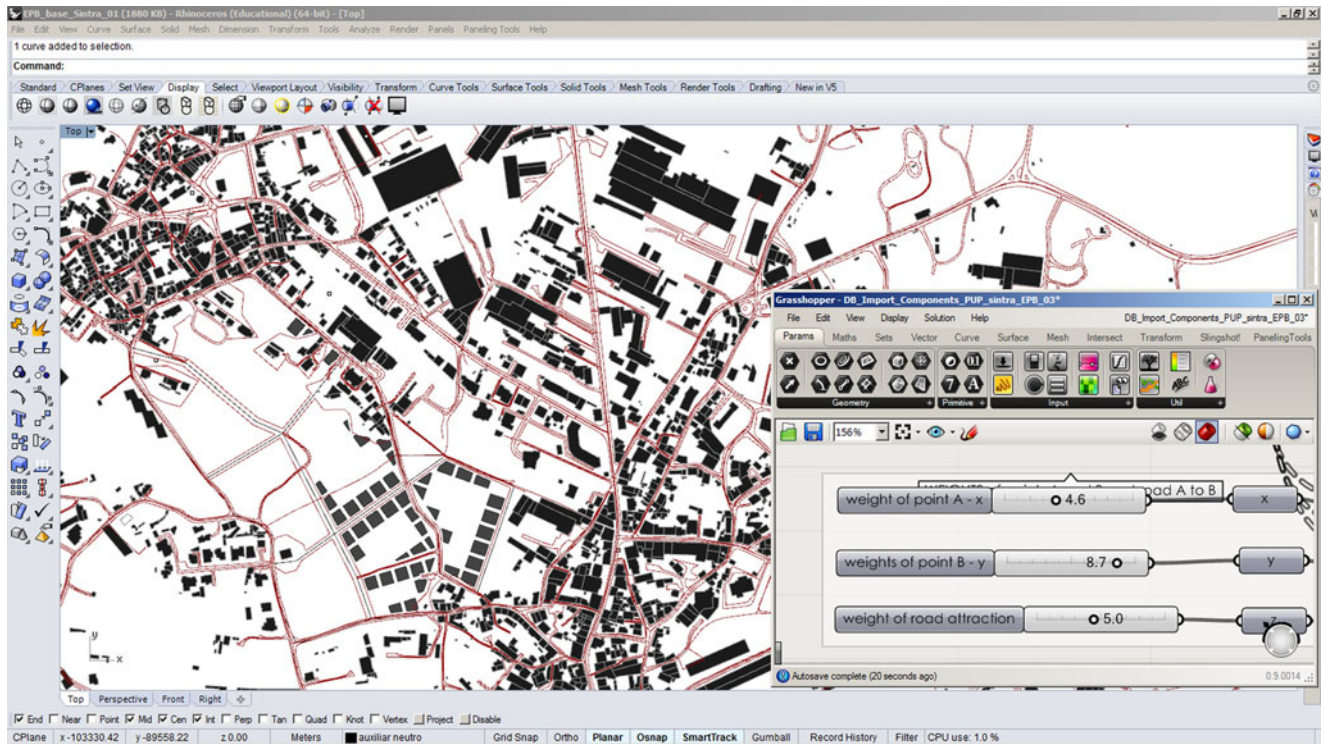 EPB_base_Sintra_01 (1880 KB) - Rhinoceros (Educational) (64-bit) - [Top]
File Edit View Curve Surface Solid Mesh Dimension Transform Tools Analyze Render Panels Paneling Tools Help
1 curve added to selection.
Command:
Standard CPlanes Set View Display Select Viewport Layout Visibility Transform Curve Tools Surface Tools Solid Tools Mesh Tools Render Tools Drafting New in V5
Top
Grasshopper - DB_Import_Components_PUP_sintra_EPB_03*
File Edit View Display Solution Help DB_Import_Components_PUP_sintra_EPB_03*
Params Maths Sets Vector Curve Surface Mesh Intersect Transform Slingshot! PanelingTools
Geometry Primitive Input Util
156%
road A to B
weight of point A - x 4.6 x
weights of point B - y 8.7 y
weight of road attraction 5.0 z
Autosave complete (20 seconds ago) 0.9.0014
y
x
Top Perspective Front Right
End Near Point Mid Cen Int Perp Tan Quad Knot Vertex Project Disable
CPlane x -103330.42 y -89558.22 z 0.00 Meters auxiliar neutro Grid Snap Ortho Planar Osnap SmartTrack Gumball Record History Filter CPU use: 1.0 %